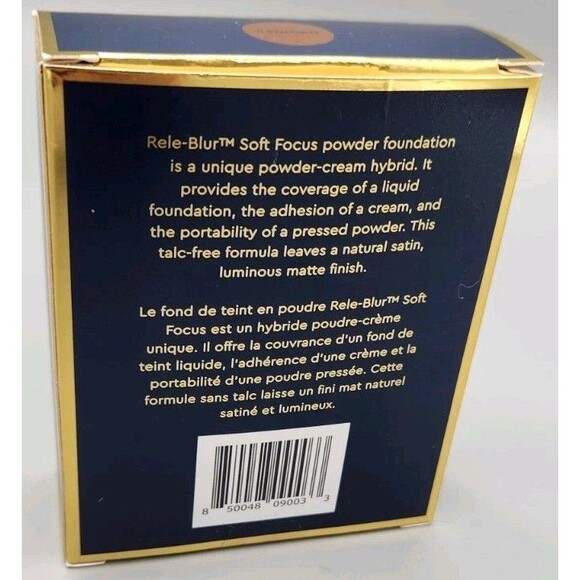 Rele-Blur™ Soft Focus powder foundation
is a unique powder-cream hybrid. It
provides the coverage of a liquid
foundation, the adhesion of a cream, and
the portability of a pressed powder. This
talc-free formula leaves a natural satin,
luminous matte finish.
Le fond de teint en poudre Rele-Blur™ Soft
Focus est un hybride poudre-crème
unique. Il offre la couvrance d'un fond de
teint liquide, l'adhérence d'une crème et la
portabilité d'une poudre pressée. Cette
formule sans talc laisse un fini mat naturel
satiné et lumineux.
8 50048 09003 3